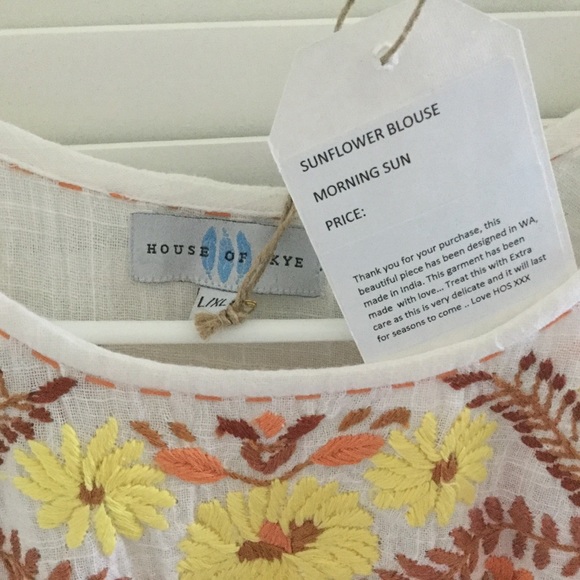 SUNFLOWER BLOUSE
MORNING SUN
PRICE:
Thank you for your purchase, this
beautiful piece has been designed in WA,
made in India. This garment has been
made with love... Treat this with Extra
care as this is very delicate and it will last
for seasons to come .. Love HOS XXX
HOUSE OF KYE
L/XL